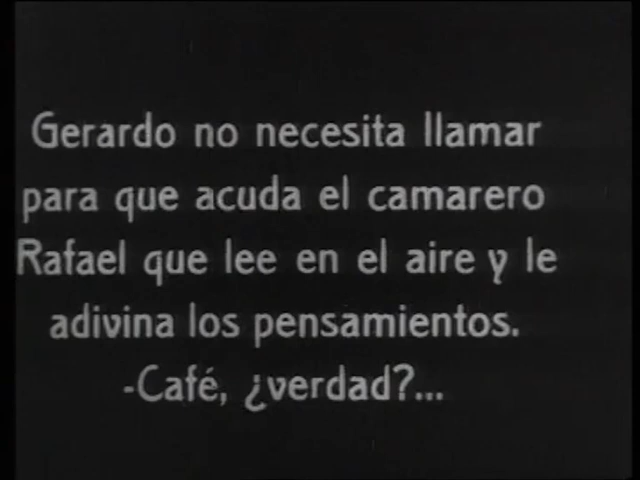 Gerardo no necesita llamar
para que acuda el camarero
Rafael que lee en el aire y le
adivina los pensamientos.
-Café, ¿verdad?...